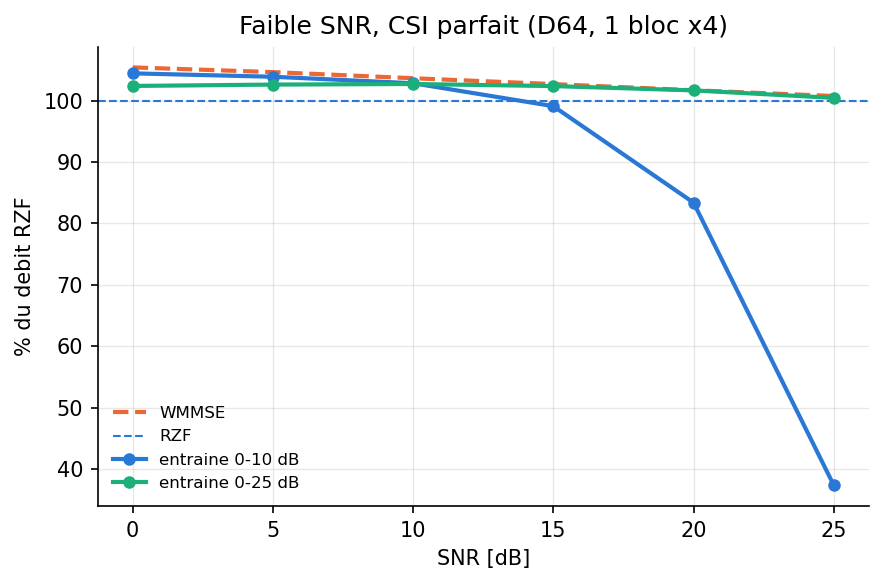 Faible SNR, CSI parfait (D64, 1 bloc x4)
% du debit RZF
100
90
80
70
60
50
40
WMMSE
RZF
entraine 0-10 dB
entraine 0-25 dB
0 5 10 15 20 25
SNR [dB]